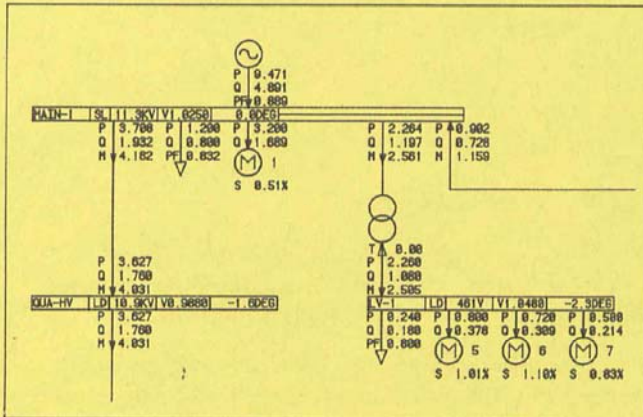 P 9.471
Q 4.891
PF 0.889
MAIN-1 SL 11.3KV V1.0250 0.0DEG
P 3.708 P 1.200 P 3.200 P 2.264 P 0.902
Q 1.932 Q 0.800 Q 1.689 Q 1.197 Q 0.728
M 4.182 PF 0.832 M 1 M 2.561 M 1.159
S 0.51%
T 0.00
P 3.627 P 2.260
Q 1.760 Q 1.080
M 4.031 M 2.505
QUA-HV LD 10.9KV V0.9880 -1.6DEG LV-1 LD 461V V1.0480 -2.3DEG
P 3.627 P 0.240 P 0.800 P 0.720 P 0.500
Q 1.760 Q 0.180 Q 0.378 Q 0.309 Q 0.214
M 4.031 PF 0.800 M 5 M 6 M 7
S 1.01% S 1.10% S 0.83%